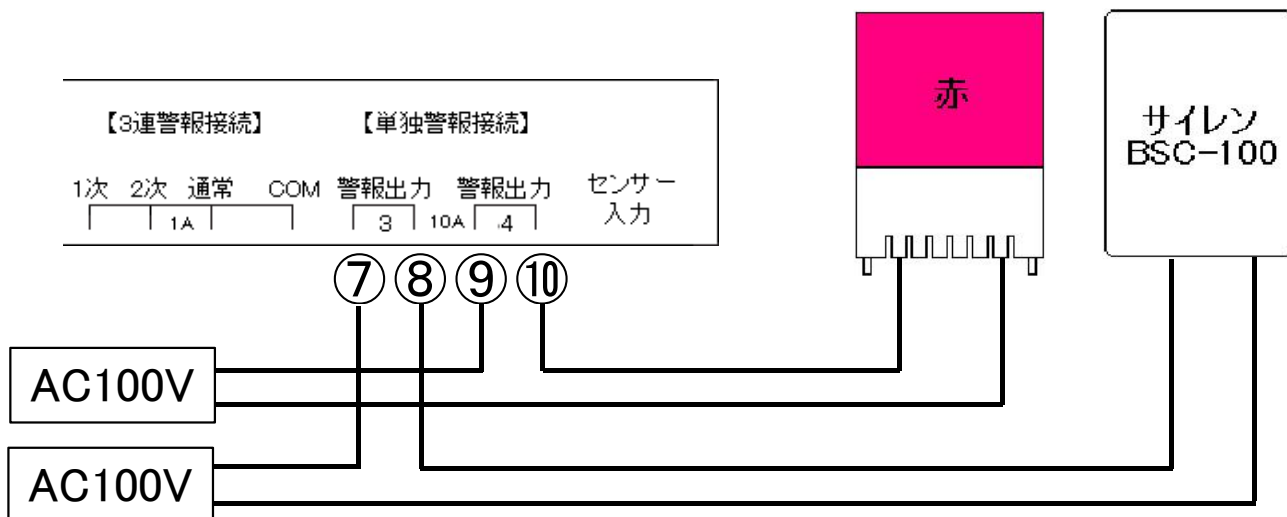 赤
サイレン
BSC-100
【3連警報接続】 【単独警報接続】
1次 2次 通常 COM 警報出力 警報出力 センサー
入力
1A 3 10A 4
⑦ ⑧ ⑨ ⑩
AC100V
AC100V